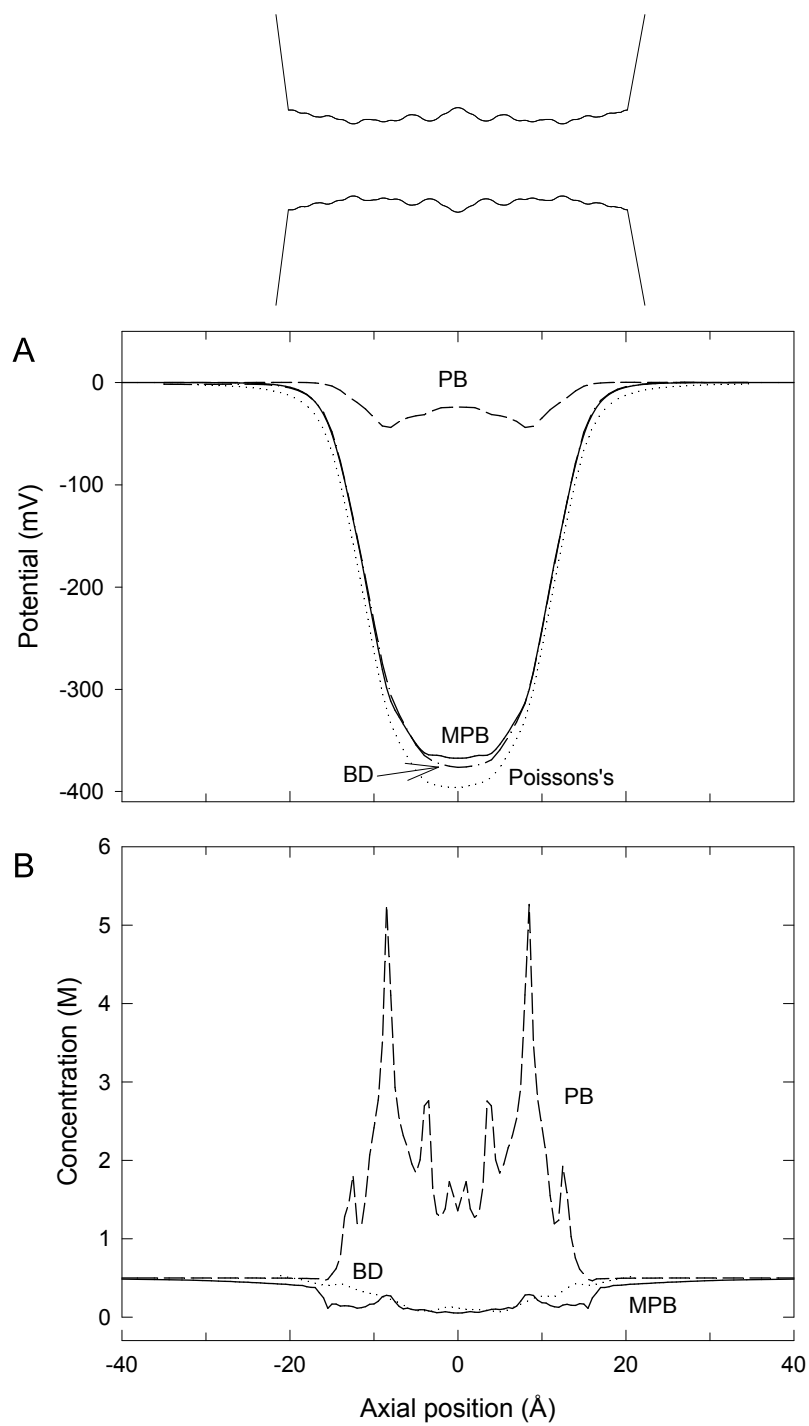 A
0
-100
-200
-300
-400
Potential (mV)
PB
MPB
BD
Poissons's
B
6
5
4
3
2
1
0
Concentration (M)
PB
BD
MPB
-40 -20 0 20 40
Axial position (Å)